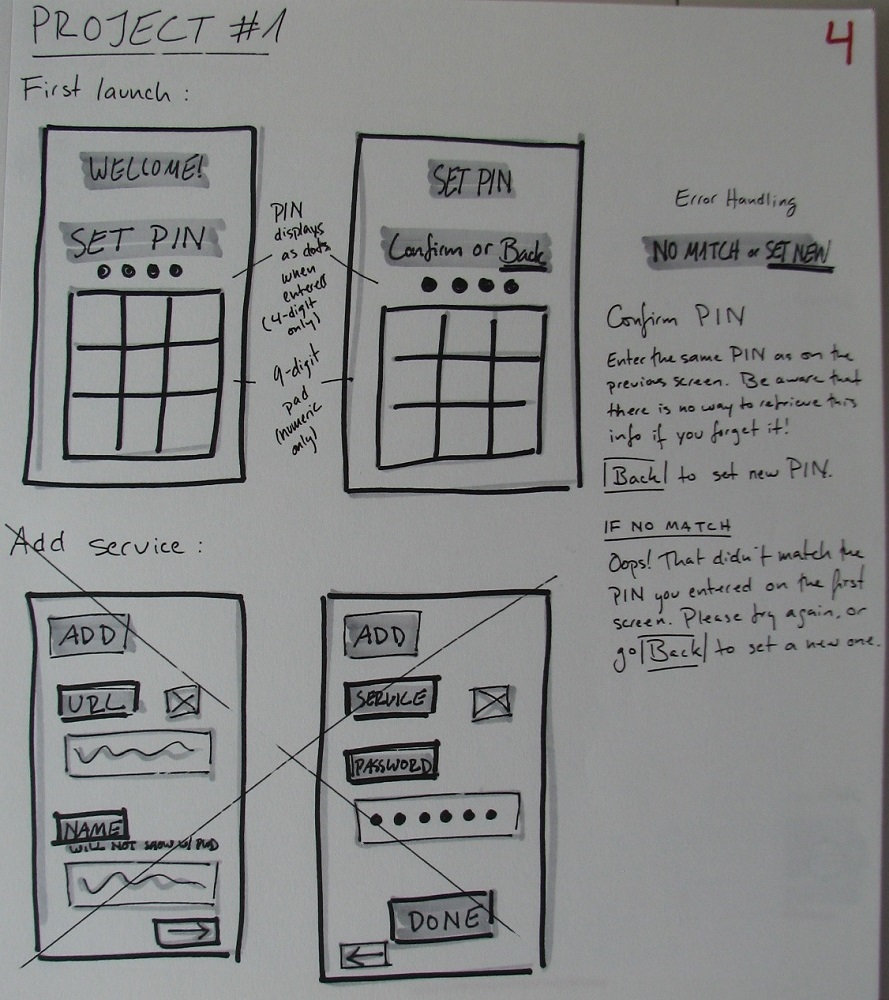 PROJECT #1
4
First launch:
WELCOME!
SET PIN
PIN
displays
as dots
when
entered
(4-digit
only)
9-digit
pad
(numeric
only)
SET PIN
Confirm or Back
Error Handling
NO MATCH or SET NEW
Confirm PIN
Enter the same PIN as on the
previous screen. Be aware that
there is no way to retrieve this
info if you forget it!
Back to set new PIN.
IF NO MATCH
Oops! That didn't match the
PIN you entered on the first
screen. Please try again, or
go Back to set a new one.
Add service:
ADD
URL
NAME
WILL NOT SHOW W/ PWD
ADD
SERVICE
PASSWORD
DONE